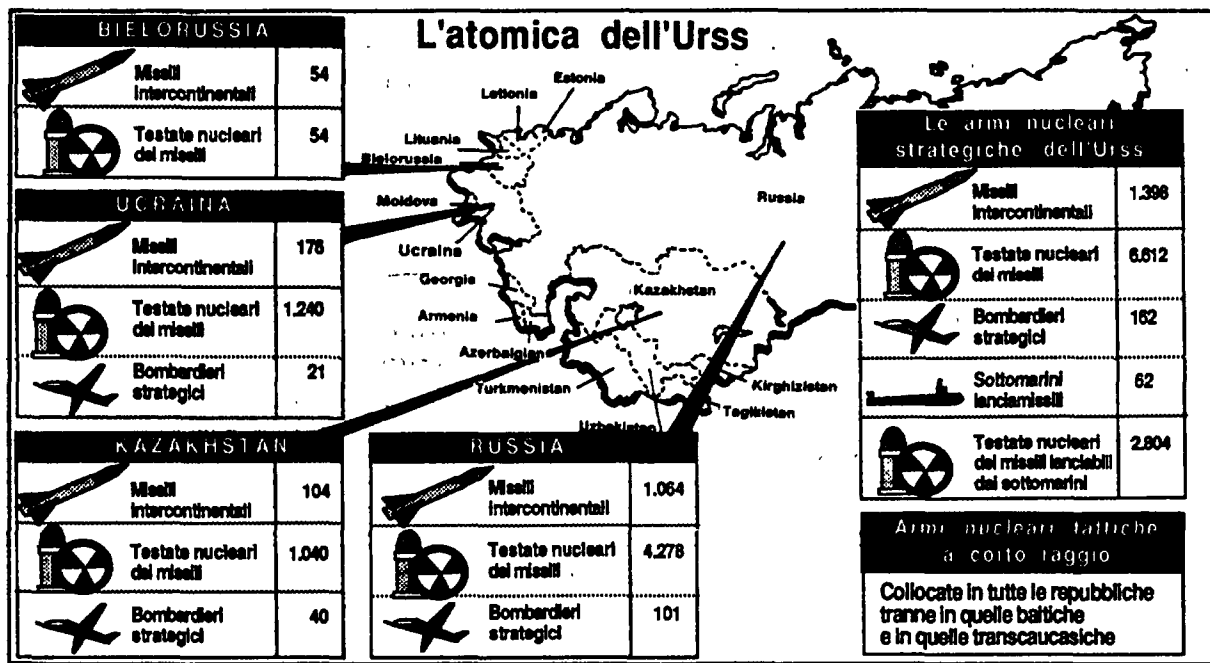 L'atomica dell'Urss
BIELORUSSIA
Missili
intercontinentali
54
Testate nucleari
dei missili
54
UCRAINA
Missili
intercontinentali
176
Testate nucleari
dei missili
1.240
Bombardieri
strategici
21
KAZAKHSTAN
Missili
intercontinentali
104
Testate nucleari
dei missili
1.040
Bombardieri
strategici
40
RUSSIA
Missili
intercontinentali
1.064
Testate nucleari
dei missili
4.278
Bombardieri
strategici
101
Estonia
Lettonia
Lituania
Bielorussia
Moldova
Ucraina
Georgia
Armenia
Azerbaigian
Turkmenistan
Uzbekistan
Tagikistan
Kirghizistan
Kazakhstan
Russia
Le armi nucleari
strategiche dell'Urss
Missili
intercontinentali
1.398
Testate nucleari
dei missili
6.612
Bombardieri
strategici
162
Sottomarini
lanciamissili
62
Testate nucleari
dei missili lanciabili
dai sottomarini
2.804
Armi nucleari tattiche
a corto raggio
Collocate in tutte le repubbliche
tranne in quelle baltiche
e in quelle transcaucasiche